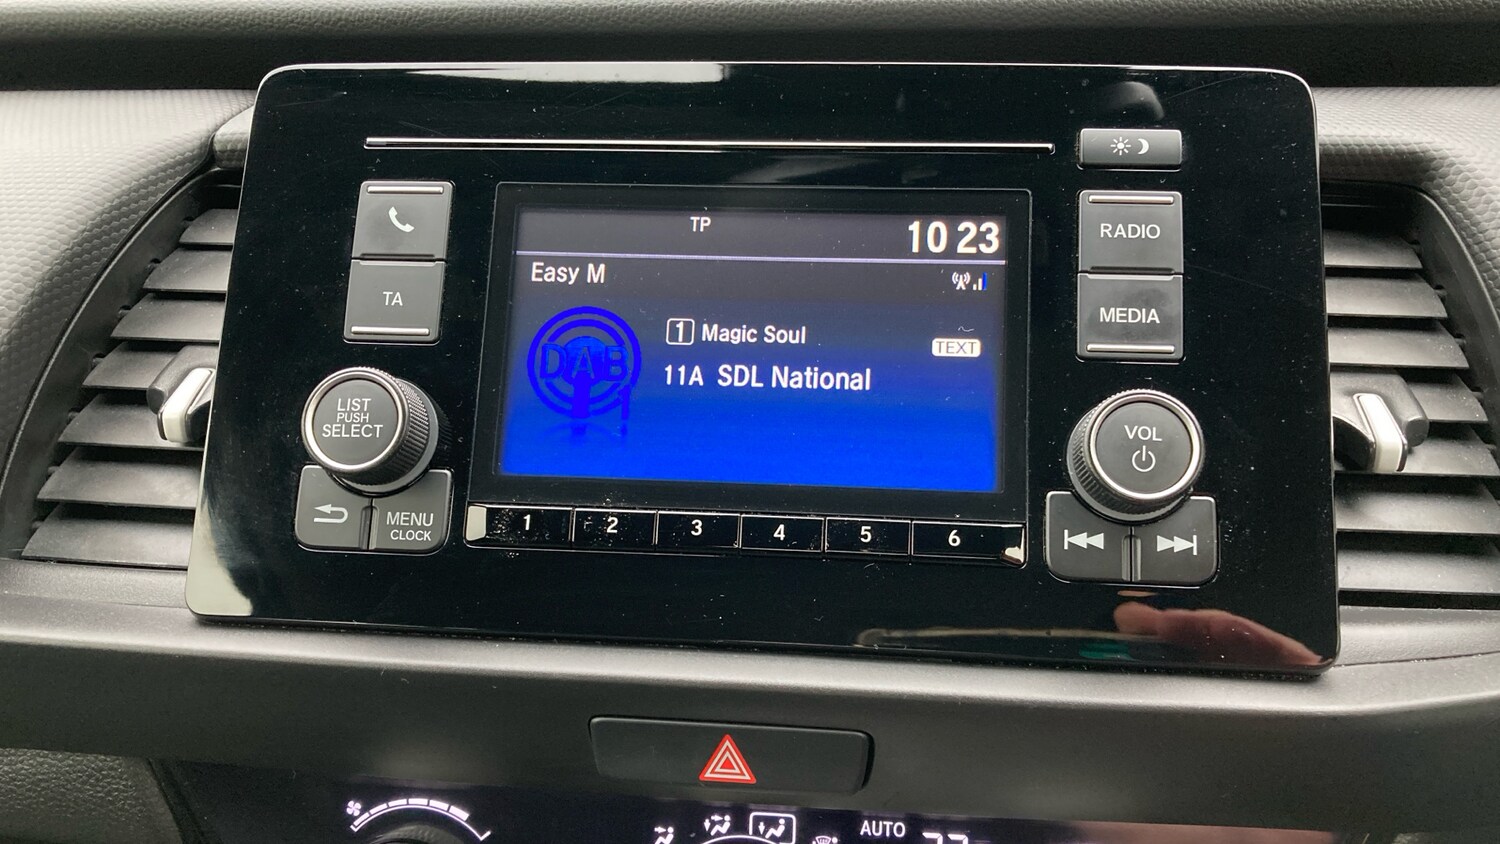 TP
10 23
Easy M
1 Magic Soul
TEXT
11A SDL National
DAB
TA
LIST
PUSH
SELECT
MENU
CLOCK
RADIO
MEDIA
VOL
1 2 3 4 5 6
AUTO